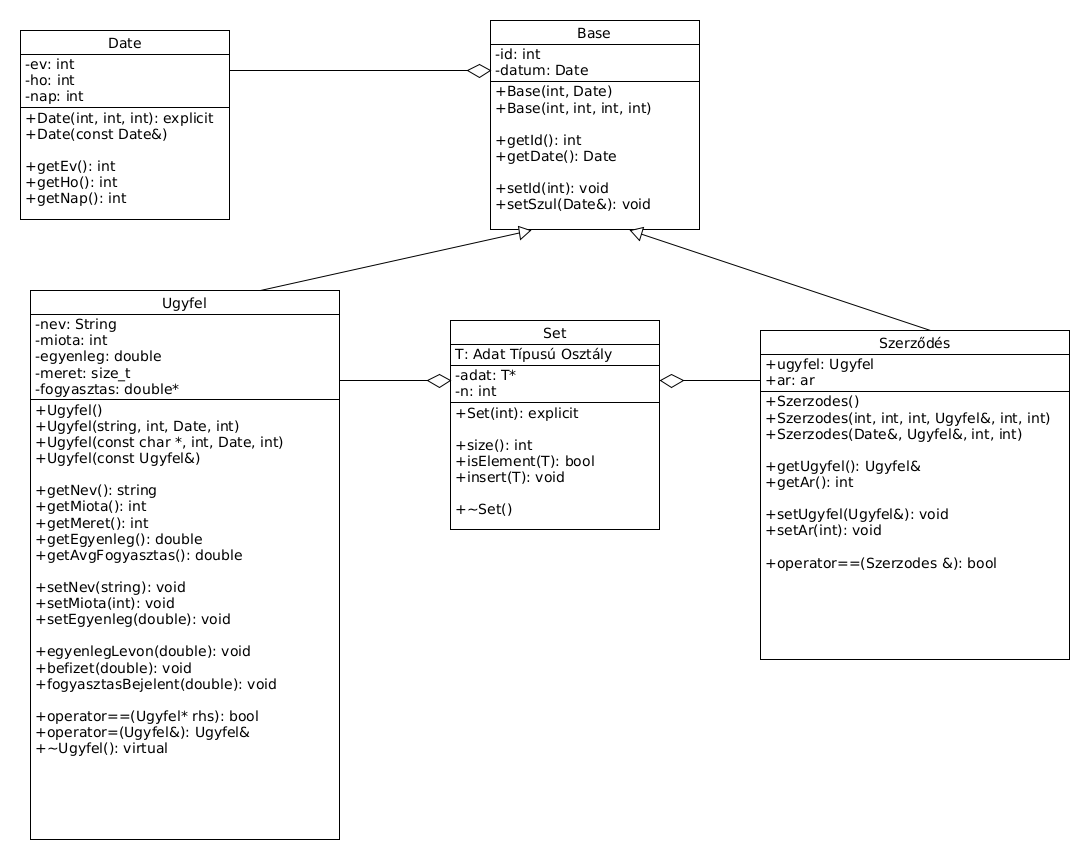 Date
-ev: int
-ho: int
-nap: int
+Date(int, int, int): explicit
+Date(const Date&)
+getEv(): int
+getHo(): int
+getNap(): int
Base
-id: int
-datum: Date
+Base(int, Date)
+Base(int, int, int, int)
+getId(): int
+getDate(): Date
+setId(int): void
+setSzul(Date&): void
Ugyfel
-nev: String
-miota: int
-egyenleg: double
-meret: size_t
-fogyasztas: double*
+Ugyfel()
+Ugyfel(string, int, Date, int)
+Ugyfel(const char *, int, Date, int)
+Ugyfel(const Ugyfel&)
+getNev(): string
+getMiota(): int
+getMeret(): int
+getEgyenleg(): double
+getAvgFogyasztas(): double
+setNev(string): void
+setMiota(int): void
+setEgyenleg(double): void
+egyenlegLevon(double): void
+befizet(double): void
+fogyasztasBejelent(double): void
+operator==(Ugyfel* rhs): bool
+operator=(Ugyfel&): Ugyfel&
+~Ugyfel(): virtual
Set
T: Adat Típusú Osztály
-adat: T*
-n: int
+Set(int): explicit
+size(): int
+isElement(T): bool
+insert(T): void
+~Set()
Szerződés
+ugyfel: Ugyfel
+ar: ar
+Szerzodes()
+Szerzodes(int, int, int, Ugyfel&, int, int)
+Szerzodes(Date&, Ugyfel&, int, int)
+getUgyfel(): Ugyfel&
+getAr(): int
+setUgyfel(Ugyfel&): void
+setAr(int): void
+operator==(Szerzodes &): bool